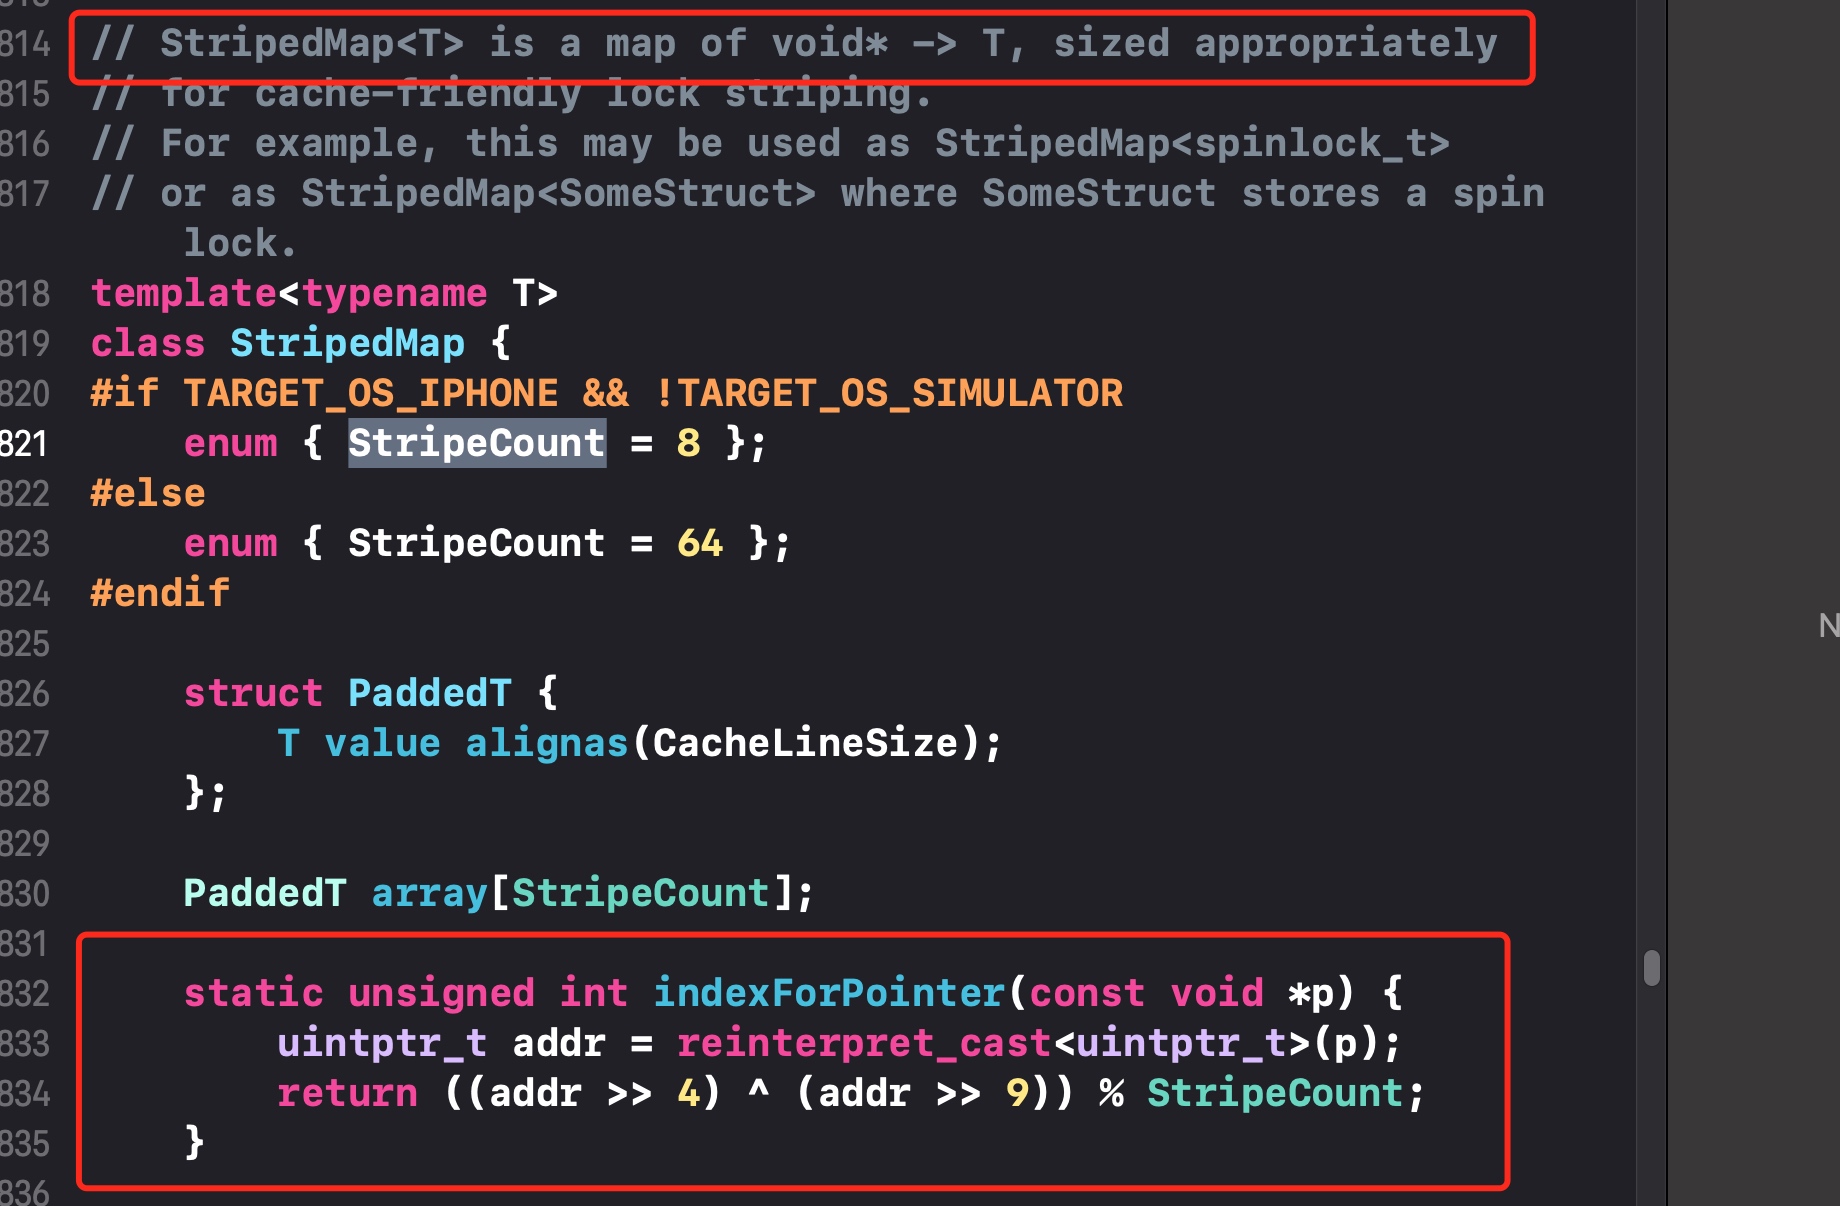 814 // StripedMap<T> is a map of void* -> T, sized appropriately
815 // for cache-friendly lock striping.
816 // For example, this may be used as StripedMap<spinlock_t>
817 // or as StripedMap<SomeStruct> where SomeStruct stores a spin
lock.
818 template<typename T>
819 class StripedMap {
820 #if TARGET_OS_IPHONE && !TARGET_OS_SIMULATOR
821     enum { StripeCount = 8 };
822 #else
823     enum { StripeCount = 64 };
824 #endif
825
826     struct PaddedT {
827         T value alignas(CacheLineSize);
828     };
829
830     PaddedT array[StripeCount];
831
832     static unsigned int indexForPointer(const void *p) {
833         uintptr_t addr = reinterpret_cast<uintptr_t>(p);
834         return ((addr >> 4) ^ (addr >> 9)) % StripeCount;
835     }
836
N